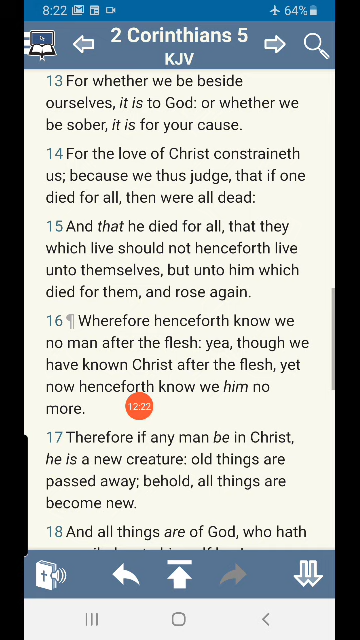 8:22
64%
2 Corinthians 5
KJV
13 For whether we be beside
ourselves, it is to God: or whether we
be sober, it is for your cause.
14 For the love of Christ constraineth
us; because we thus judge, that if one
died for all, then were all dead:
15 And that he died for all, that they
which live should not henceforth live
unto themselves, but unto him which
died for them, and rose again.
16 ¶ Wherefore henceforth know we
no man after the flesh: yea, though we
have known Christ after the flesh, yet
now henceforth know we him no
more.
12:22
17 Therefore if any man be in Christ,
he is a new creature: old things are
passed away; behold, all things are
become new.
18 And all things are of God, who hath